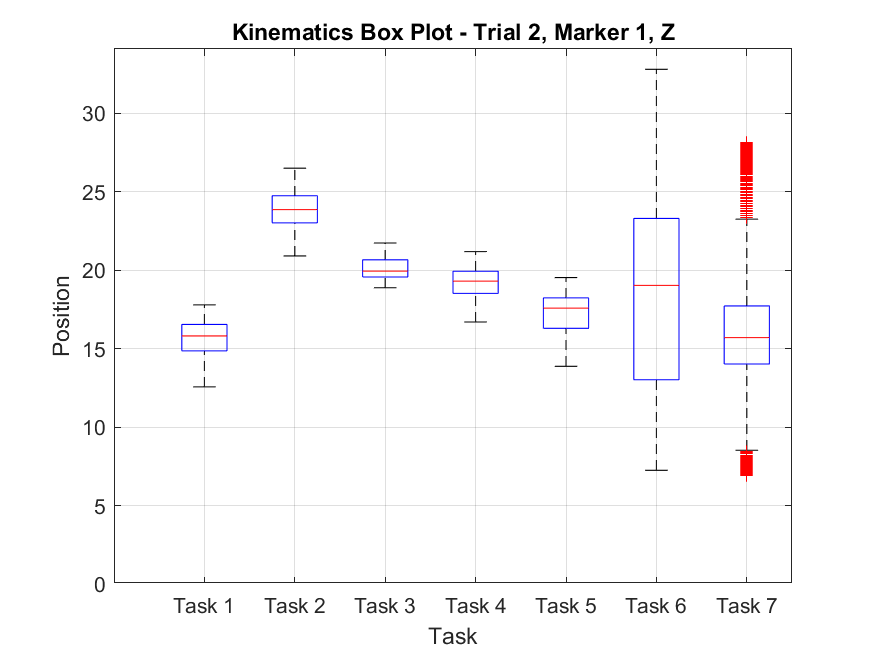 Kinematics Box Plot - Trial 2, Marker 1, Z
Position
30
25
20
15
10
5
0
Task 1 Task 2 Task 3 Task 4 Task 5 Task 6 Task 7
Task